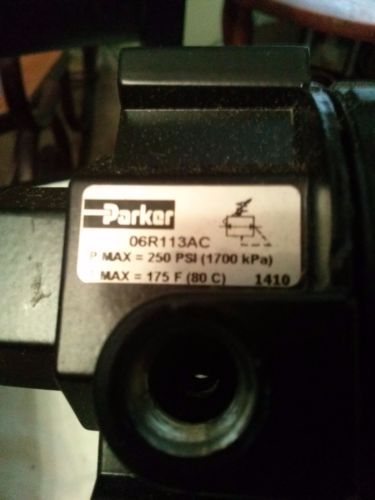 Parker
06R113AC
P MAX = 250 PSI (1700 kPa)
T MAX = 175 F (80 C) 1410